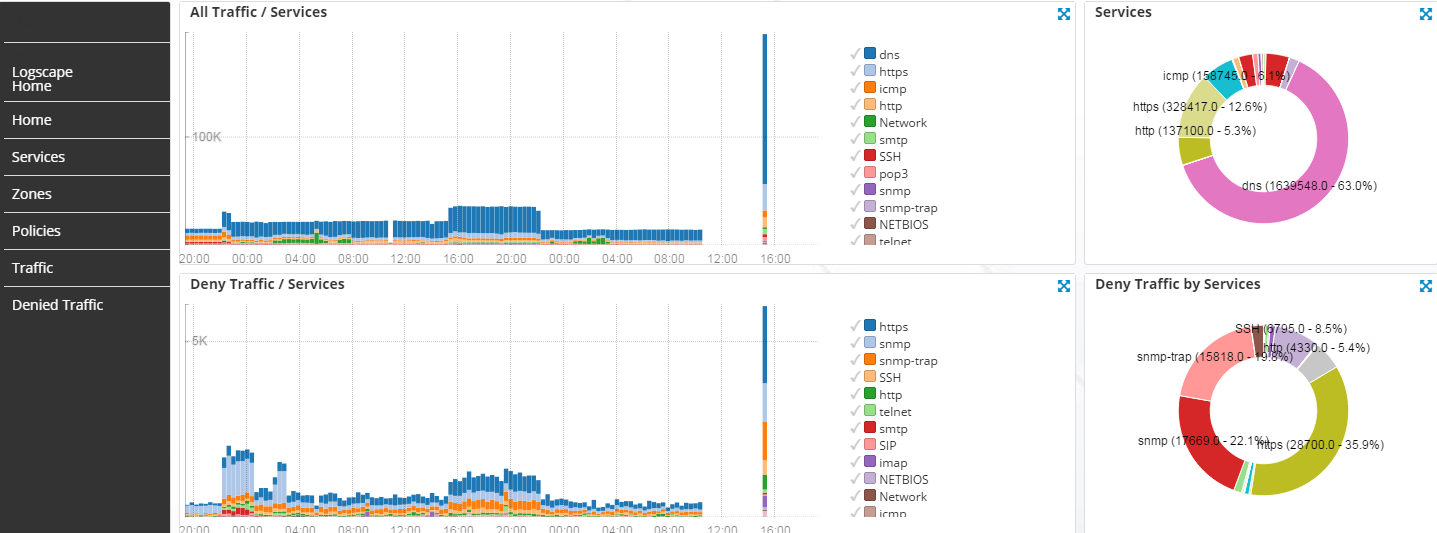 Logscape
Home
Home
Services
Zones
Policies
Traffic
Denied Traffic
All Traffic / Services
100K
20:00 00:00 04:00 08:00 12:00 16:00 20:00 00:00 04:00 08:00 12:00 16:00
dns
https
icmp
http
Network
smtp
SSH
pop3
snmp
snmp-trap
NETBIOS
telnet
Services
icmp (158745.0 - 6.1%)
https (328417.0 - 12.6%)
http (137100.0 - 5.3%)
dns (1639548.0 - 63.0%)
Deny Traffic / Services
5K
20:00 00:00 04:00 08:00 12:00 16:00 20:00 00:00 04:00 08:00 12:00 16:00
https
snmp
snmp-trap
SSH
http
telnet
smtp
SIP
imap
NETBIOS
Network
icmp
Deny Traffic by Services
SSH (6795.0 - 8.5%)
http (4330.0 - 5.4%)
snmp-trap (15818.0 - 19.8%)
snmp (17669.0 - 22.1%)
https (28700.0 - 35.9%)